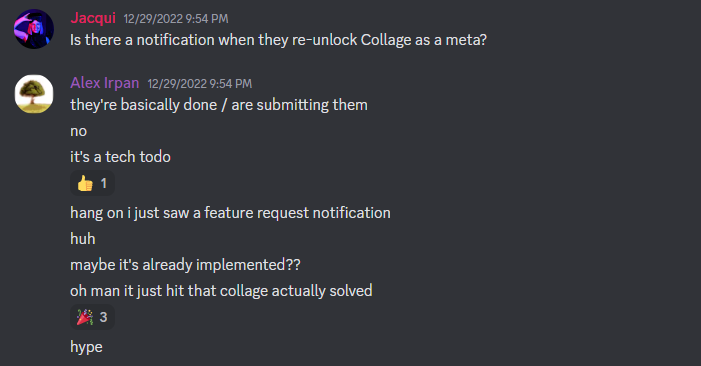 Jacqui 12/29/2022 9:54 PM
Is there a notification when they re-unlock Collage as a meta?
Alex Irpan 12/29/2022 9:54 PM
they're basically done / are submitting them
no
it's a tech todo
👍 1
hang on i just saw a feature request notification
huh
maybe it's already implemented??
oh man it just hit that collage actually solved
🎉 3
hype